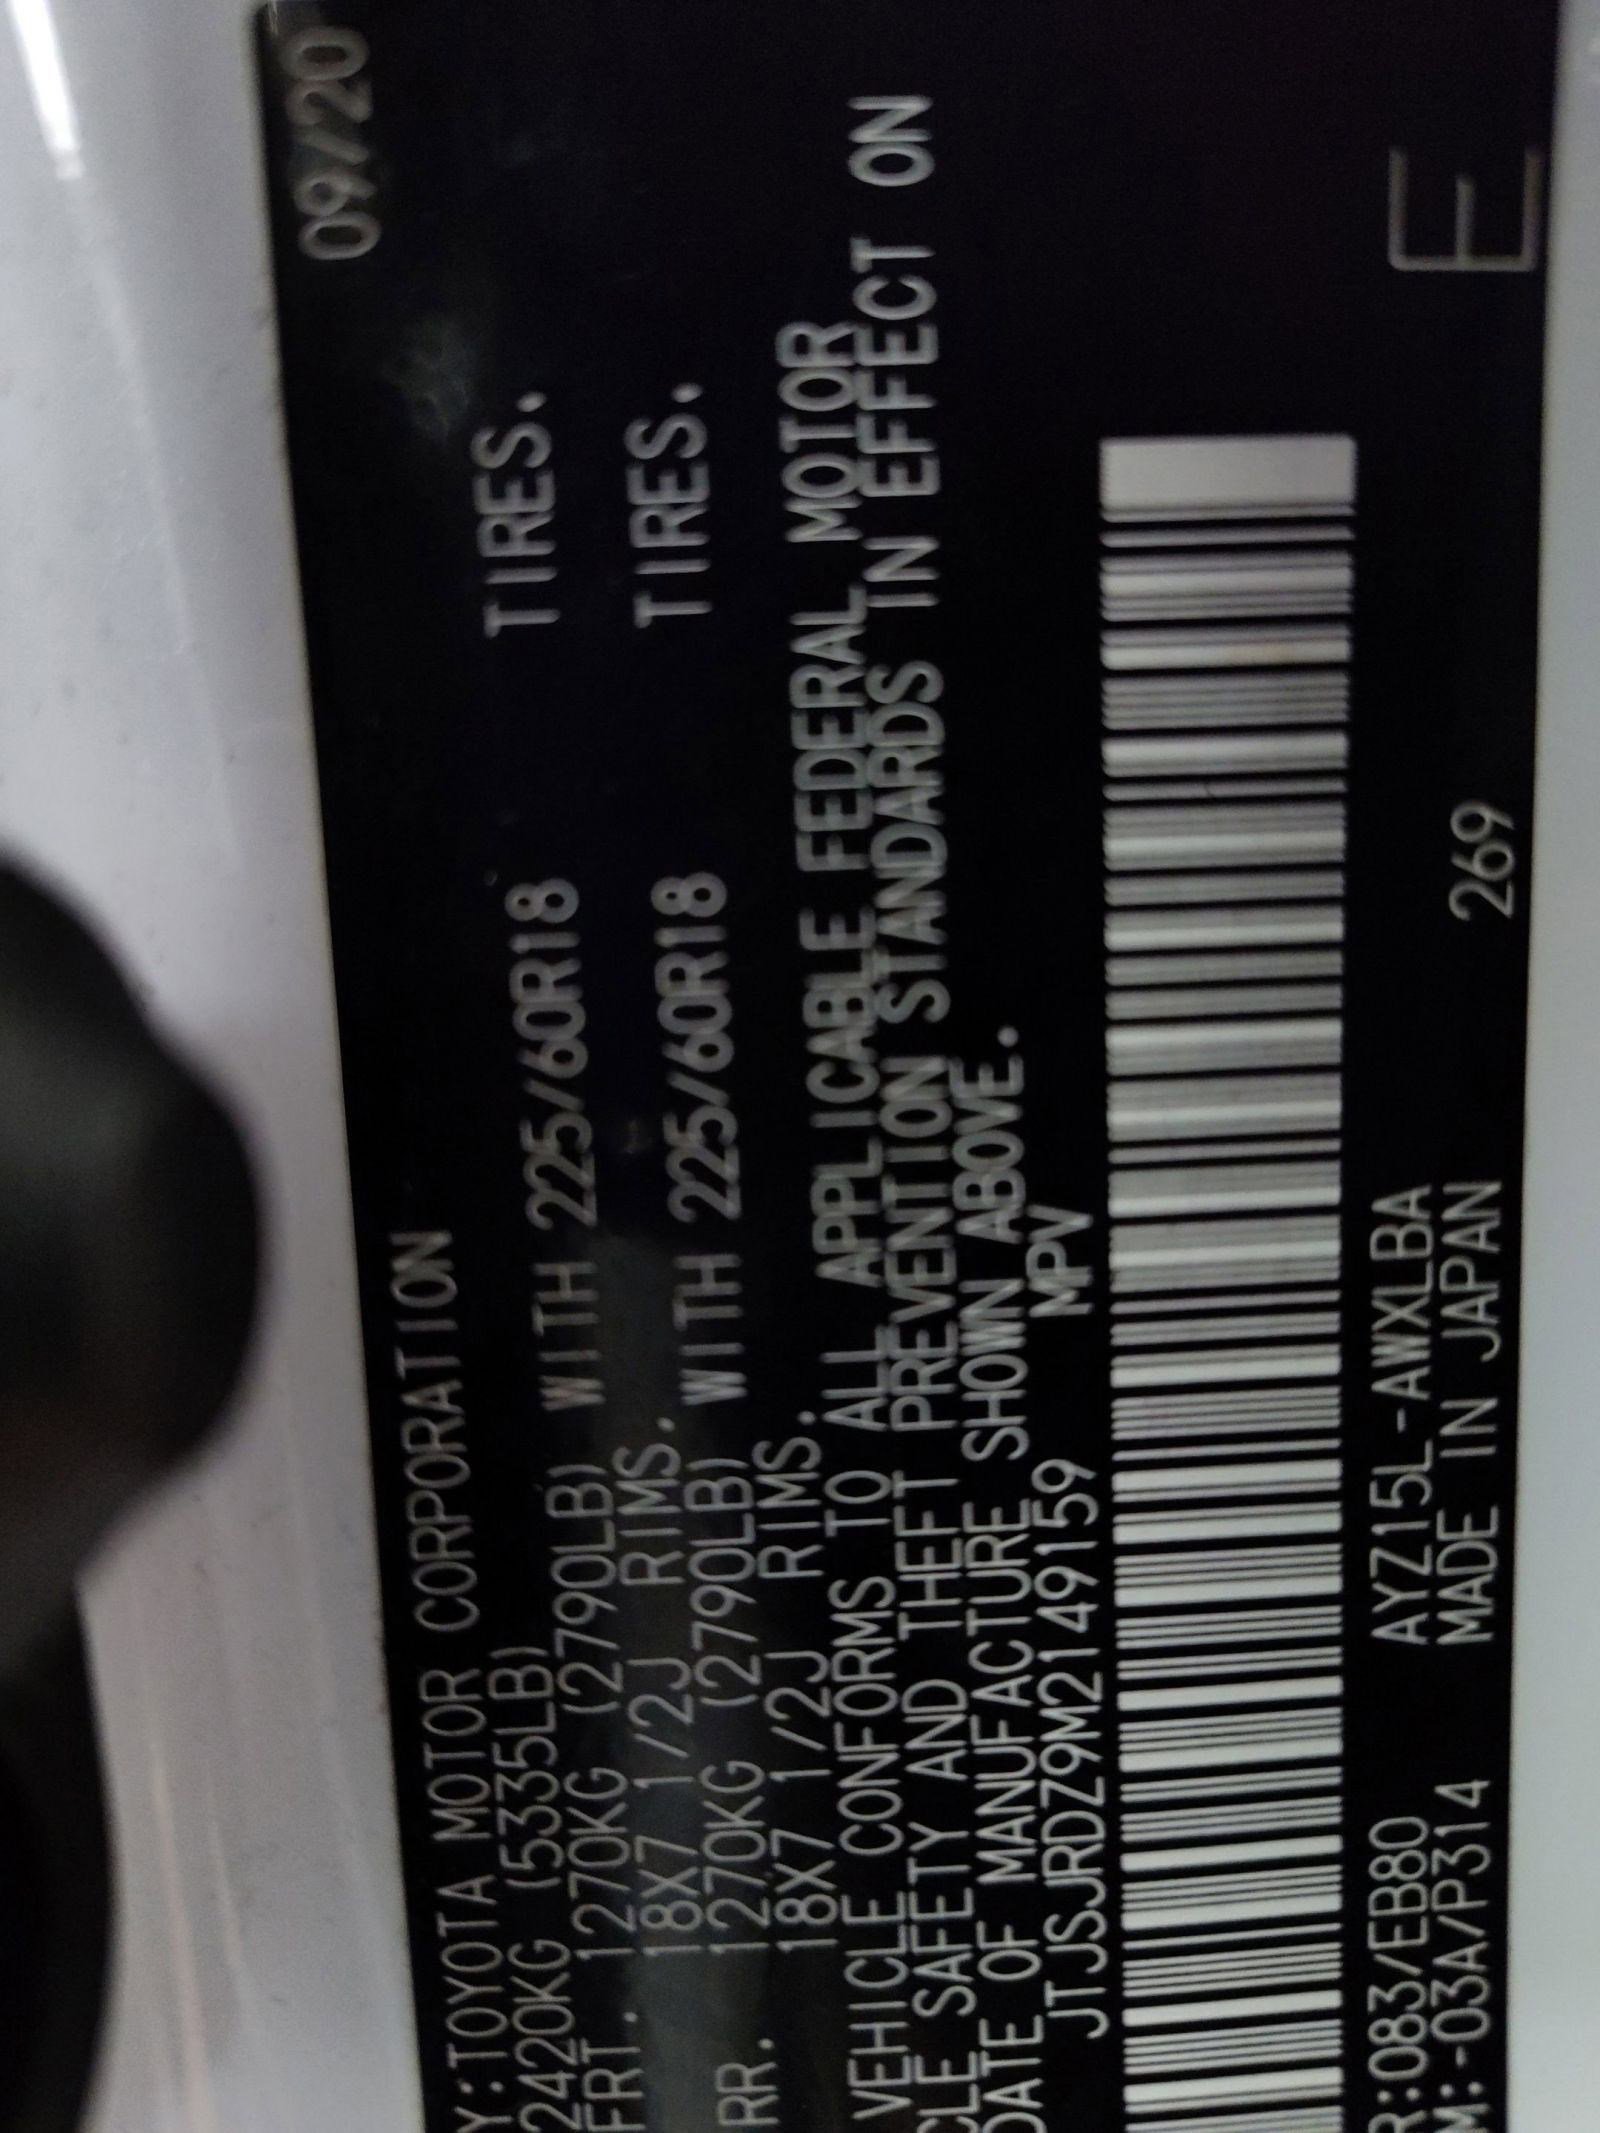 Y:TOYOTA MOTOR CORPORATION 09/20
2420KG (5335LB)
FRT. 1270KG (2790LB) WITH 225/60R18 TIRES.
18X7 1/2J RIMS.
RR. 1270KG (2790LB) WITH 225/60R18 TIRES.
18X7 1/2J RIMS.
VEHICLE CONFORMS TO ALL APPLICABLE FEDERAL MOTOR
CLE SAFETY AND THEFT PREVENTION STANDARDS IN EFFECT ON
DATE OF MANUFACTURE SHOWN ABOVE.
JTJSJRDZ9M2149159 MPV
R:083/EB80 AYZ15L-AWXLBA
M:-03A/P314 MADE IN JAPAN 269 E